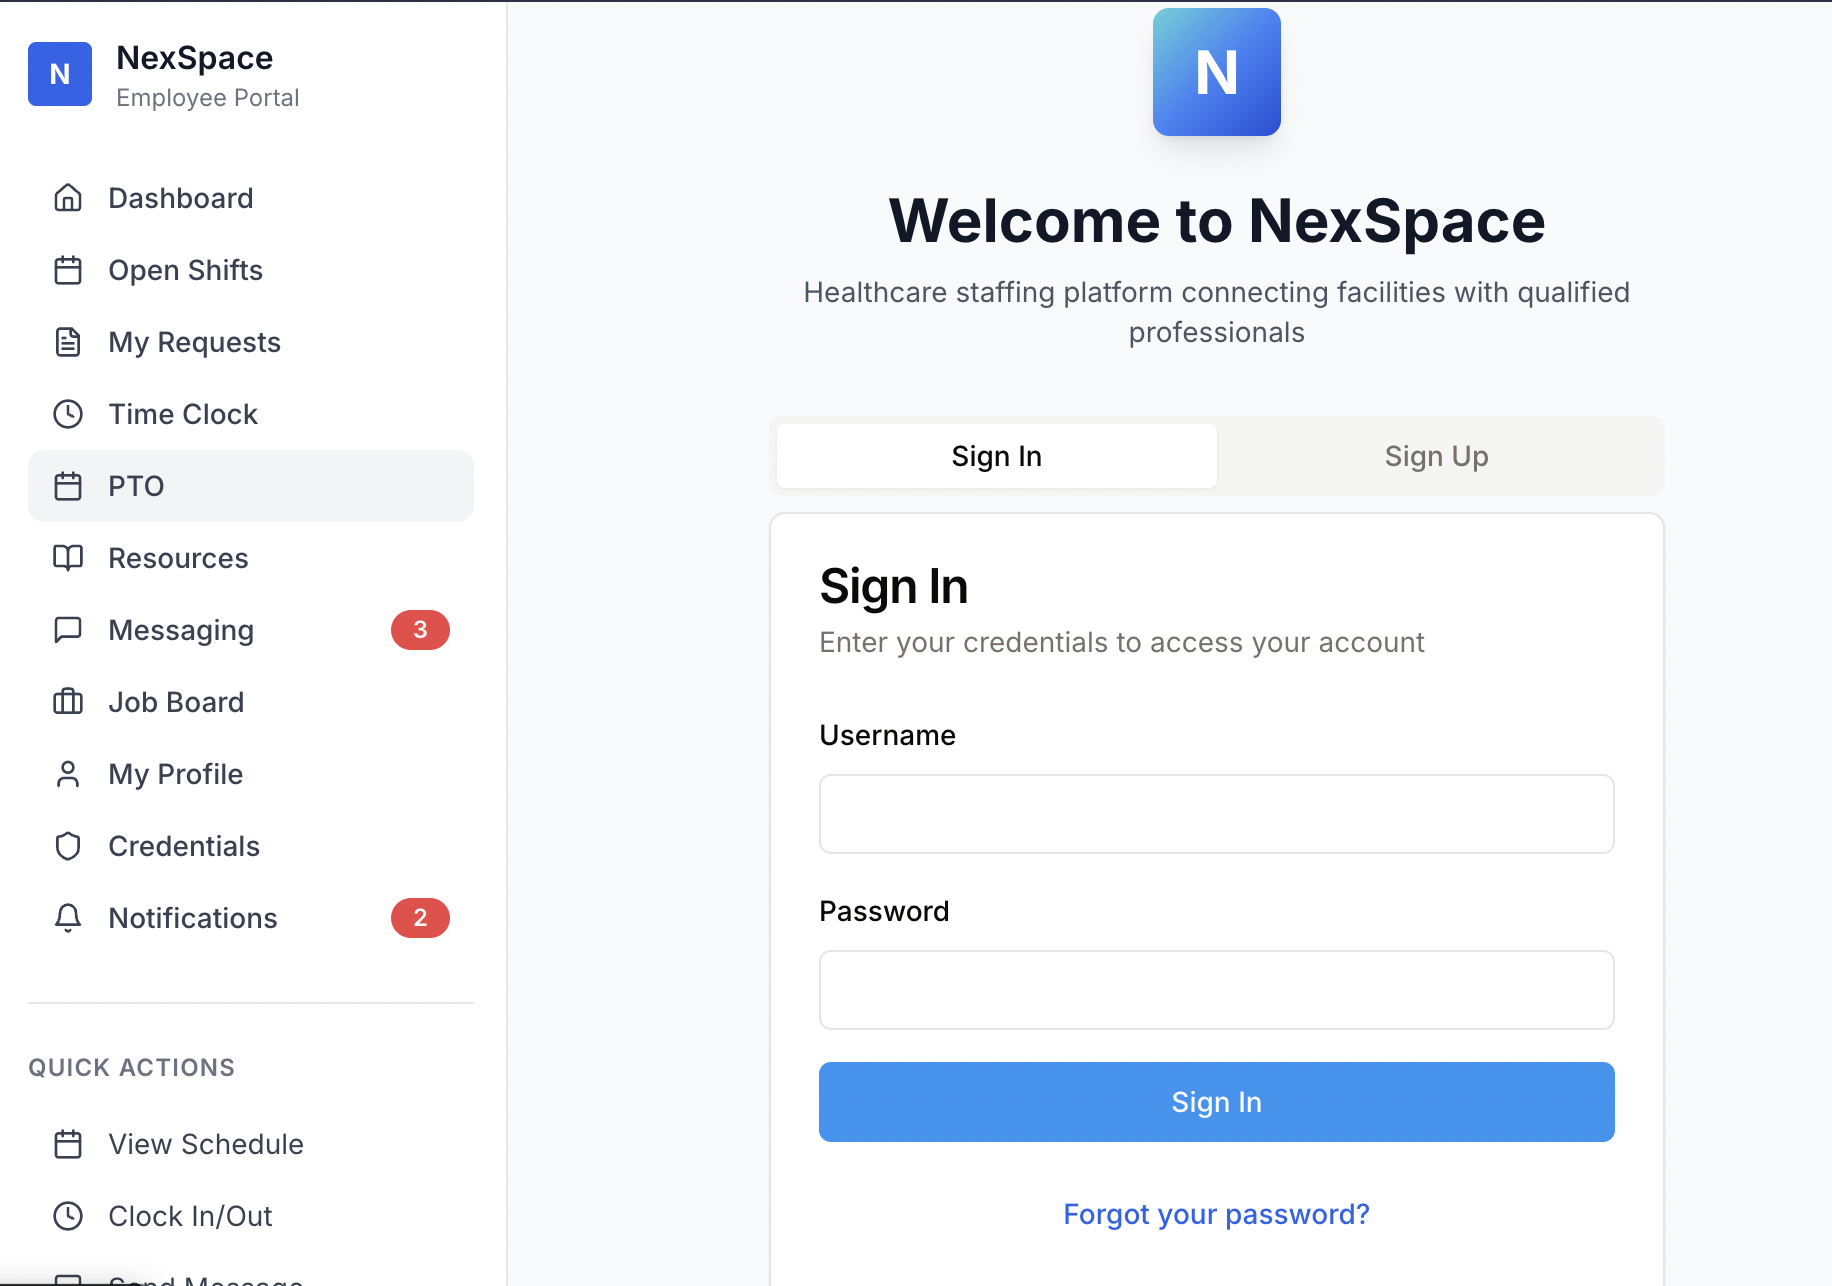 N
NexSpace
Employee Portal
Dashboard
Open Shifts
My Requests
Time Clock
PTO
Resources
Messaging 3
Job Board
My Profile
Credentials
Notifications 2
QUICK ACTIONS
View Schedule
Clock In/Out
Send Message
N
Welcome to NexSpace
Healthcare staffing platform connecting facilities with qualified
professionals
Sign In
Sign Up
Sign In
Enter your credentials to access your account
Username
Password
Sign In
Forgot your password?